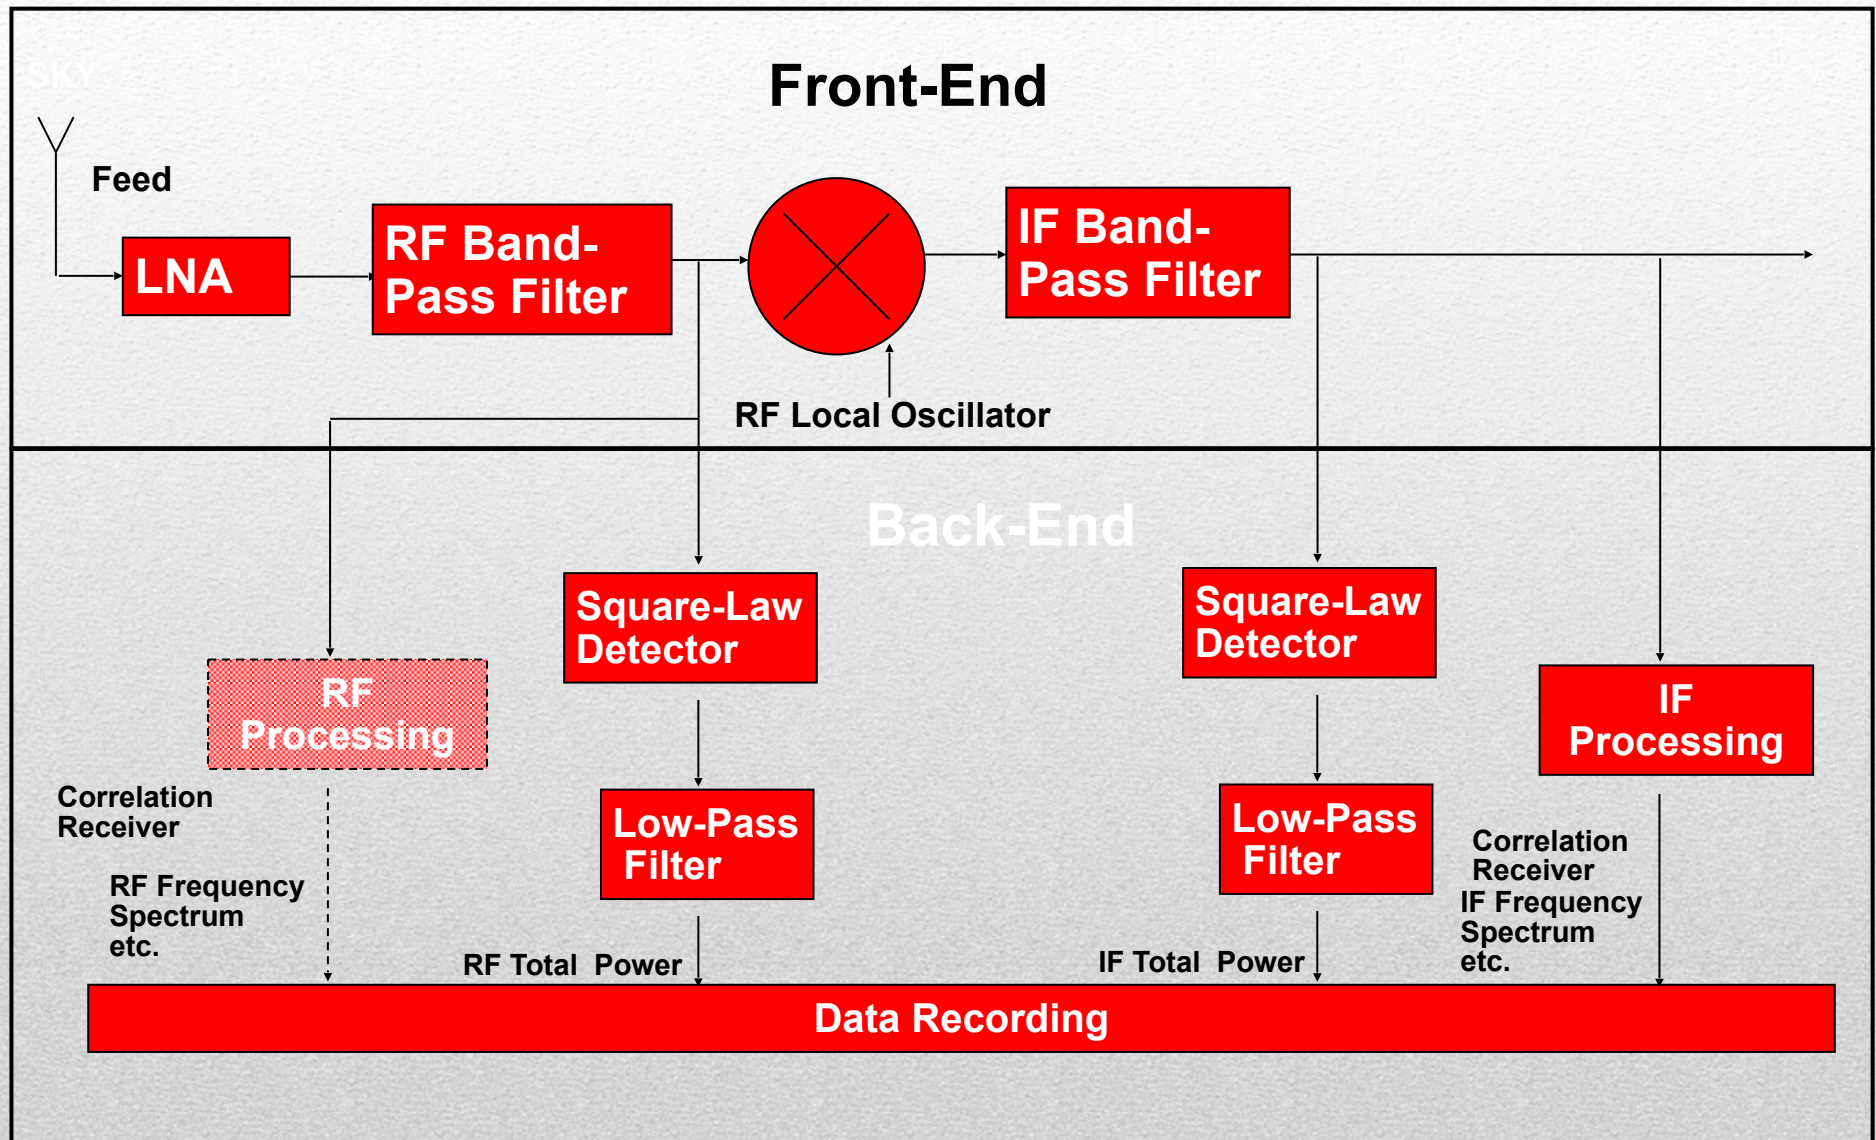 SKY
Front-End
Feed
LNA
RF Band-
Pass Filter
IF Band-
Pass Filter
RF Local Oscillator
Back-End
Square-Law
Detector
Square-Law
Detector
RF
Processing
IF
Processing
Correlation
Receiver
RF Frequency
Spectrum
etc.
Low-Pass
Filter
Low-Pass
Filter
Correlation
Receiver
IF Frequency
Spectrum
etc.
RF Total Power
IF Total Power
Data Recording